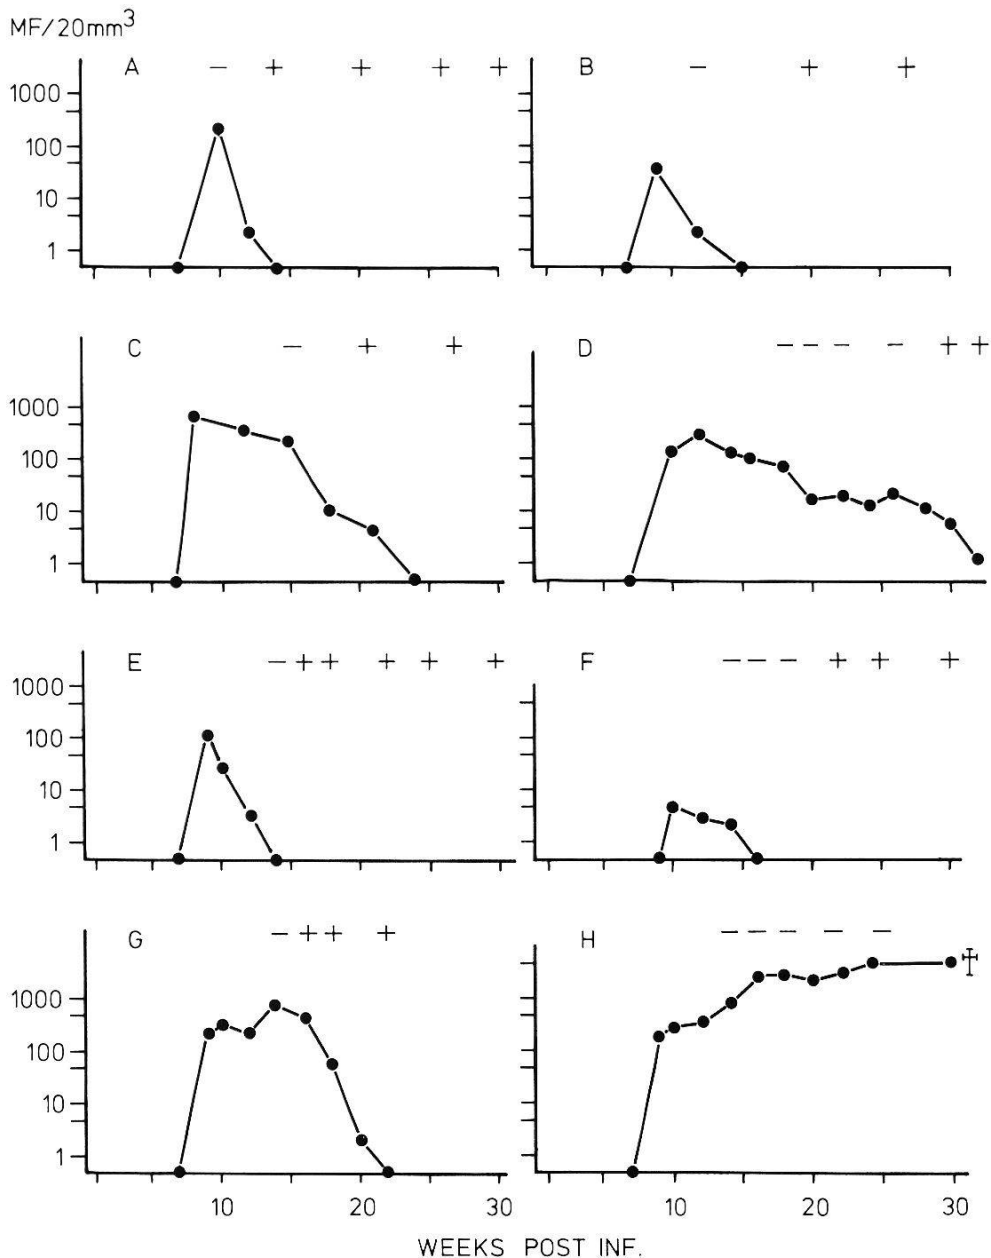 MF/20mm³
A − + + + +
B − + +
1000
100
10
1
C − + +
D − − − − + +
1000
100
10
1
E − + + + + +
F − − − + + +
1000
100
10
1
G − + + +
H − − − − −
1000
100
10
1
10 20 30
10 20 30
WEEKS POST INF.